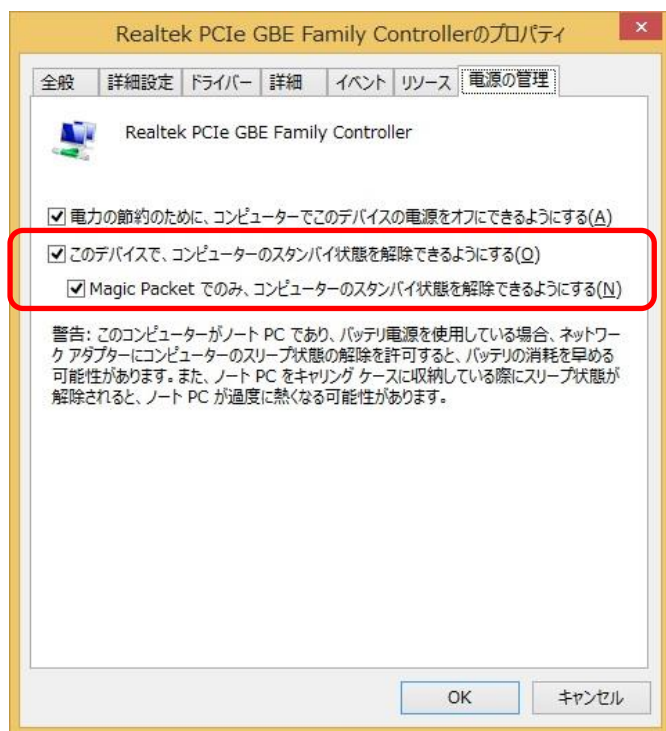 Realtek PCIe GBE Family Controllerのプロパティ
全般 詳細設定 ドライバー 詳細 イベント リソース 電源の管理
Realtek PCIe GBE Family Controller
電力の節約のために、コンピューターでこのデバイスの電源をオフにできるようにする(A)
このデバイスで、コンピューターのスタンバイ状態を解除できるようにする(O)
Magic Packet でのみ、コンピューターのスタンバイ状態を解除できるようにする(N)
警告: このコンピューターがノート PC であり、バッテリ電源を使用している場合、ネットワー
ク アダプターにコンピューターのスリープ状態の解除を許可すると、バッテリの消耗を早める
可能性があります。また、ノート PC をキャリング ケースに収納している際にスリープ状態が
解除されると、ノート PC が過度に熱くなる可能性があります。
OK キャンセル